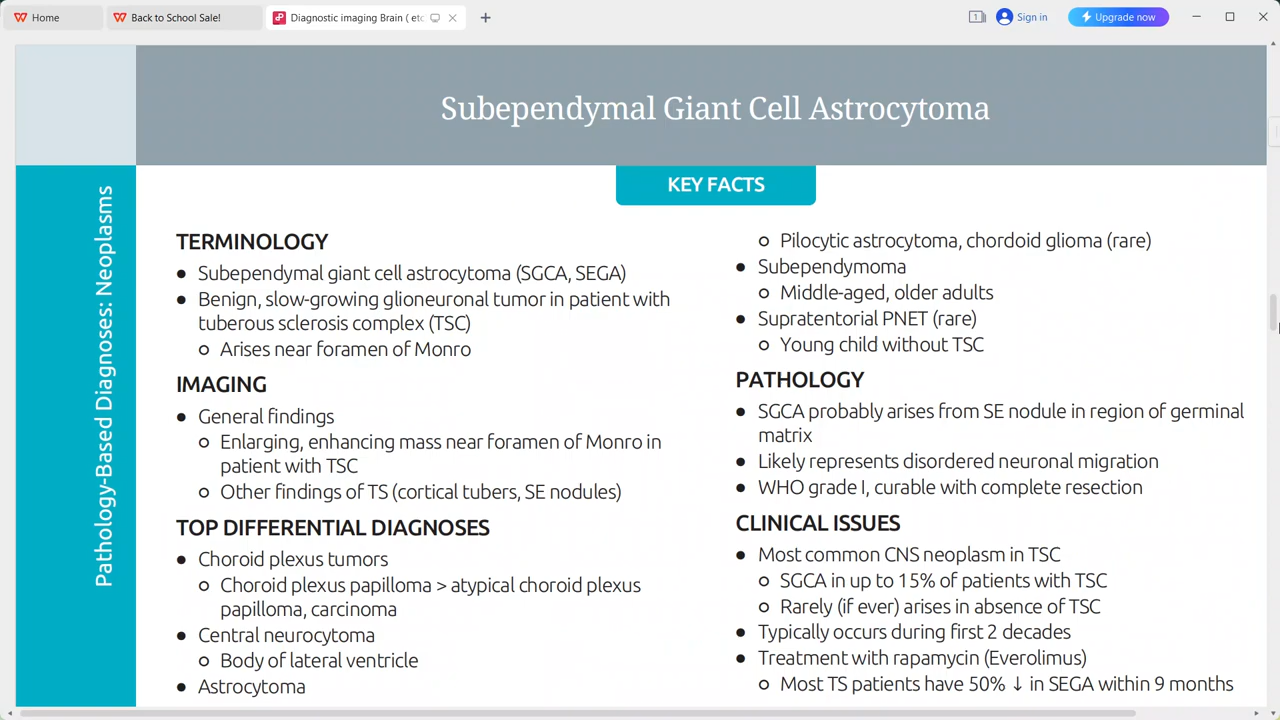 Home
Back to School Sale!
Diagnostic imaging Brain ( etc
1
Sign in
Upgrade now
Subependymal Giant Cell Astrocytoma
Pathology-Based Diagnoses: Neoplasms
KEY FACTS
TERMINOLOGY
● Subependymal giant cell astrocytoma (SGCA, SEGA)
● Benign, slow-growing glioneuronal tumor in patient with
tuberous sclerosis complex (TSC)
○ Arises near foramen of Monro
IMAGING
● General findings
○ Enlarging, enhancing mass near foramen of Monro in
patient with TSC
○ Other findings of TS (cortical tubers, SE nodules)
TOP DIFFERENTIAL DIAGNOSES
● Choroid plexus tumors
○ Choroid plexus papilloma > atypical choroid plexus
papilloma, carcinoma
● Central neurocytoma
○ Body of lateral ventricle
● Astrocytoma
○ Pilocytic astrocytoma, chordoid glioma (rare)
● Subependymoma
○ Middle-aged, older adults
● Supratentorial PNET (rare)
○ Young child without TSC
PATHOLOGY
● SGCA probably arises from SE nodule in region of germinal
matrix
● Likely represents disordered neuronal migration
● WHO grade I, curable with complete resection
CLINICAL ISSUES
● Most common CNS neoplasm in TSC
○ SGCA in up to 15% of patients with TSC
○ Rarely (if ever) arises in absence of TSC
● Typically occurs during first 2 decades
● Treatment with rapamycin (Everolimus)
○ Most TS patients have 50% ↓ in SEGA within 9 months